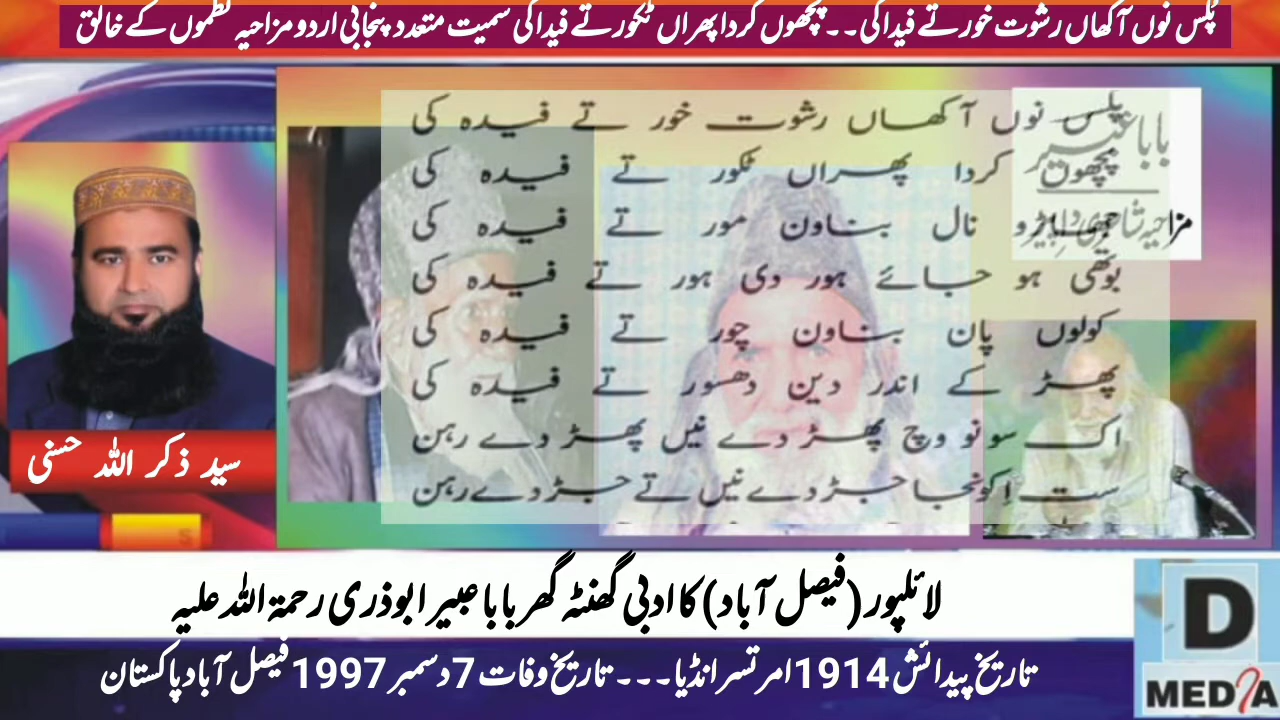 پلس نوں آکھاں رشوت خور تے فیدا کی ۔۔ پچھوں کردا پھراں ٹکور تے فیدا کی سمیت متعدد پنجابی اردو مزاحیہ نظموں کے خالق
پلس نوں آکھاں رشوت خور تے فیدہ کی
پچھوں کردا پھراں ٹکور تے فیدہ کی
نال بناون مور تے فیدہ کی
بوتھی ہو جائے ہور دی ہور تے فیدہ کی
کولوں پان بناون چور تے فیدہ کی
پھڑ کے اندر دین دھسور تے فیدہ کی
اک سو نو وچ پھڑ دے نیں پھڑ دے رہن
ست اکونجا جڑ دے نیں تے جڑ دے رہن
بابا عبیر
مزاحیہ شاعری
سید ذکر اللہ حسنی
لائلپور (فیصل آباد) کا ادبی گھنٹہ گھر بابا عبیر ابوذری رحمۃ اللہ علیہ
تاریخ پیدائش 1914 امرتسر انڈیا ۔۔۔ تاریخ وفات 7 دسمبر 1997 فیصل آباد پاکستان
D
MEDIA